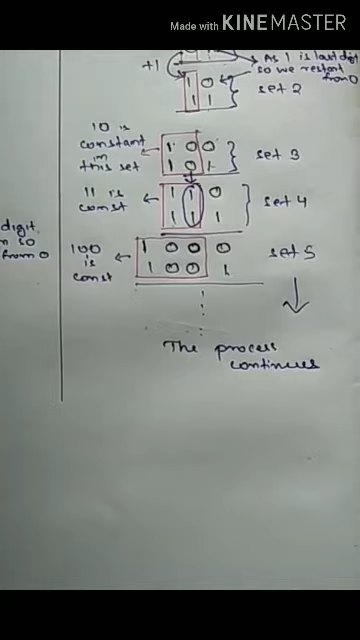 Made with KINEMASTER
+1
As 1 is last digit
so we restart
from 0
1 0
1 1
set 2
10 is
constant
in
this set
1 0 0
1 0 1
set 3
11 is
const
1 1 0
1 1 1
set 4
digit
so
from 0
100
is
const
1 0 0 0
1 0 0 1
set 5
The process
continues